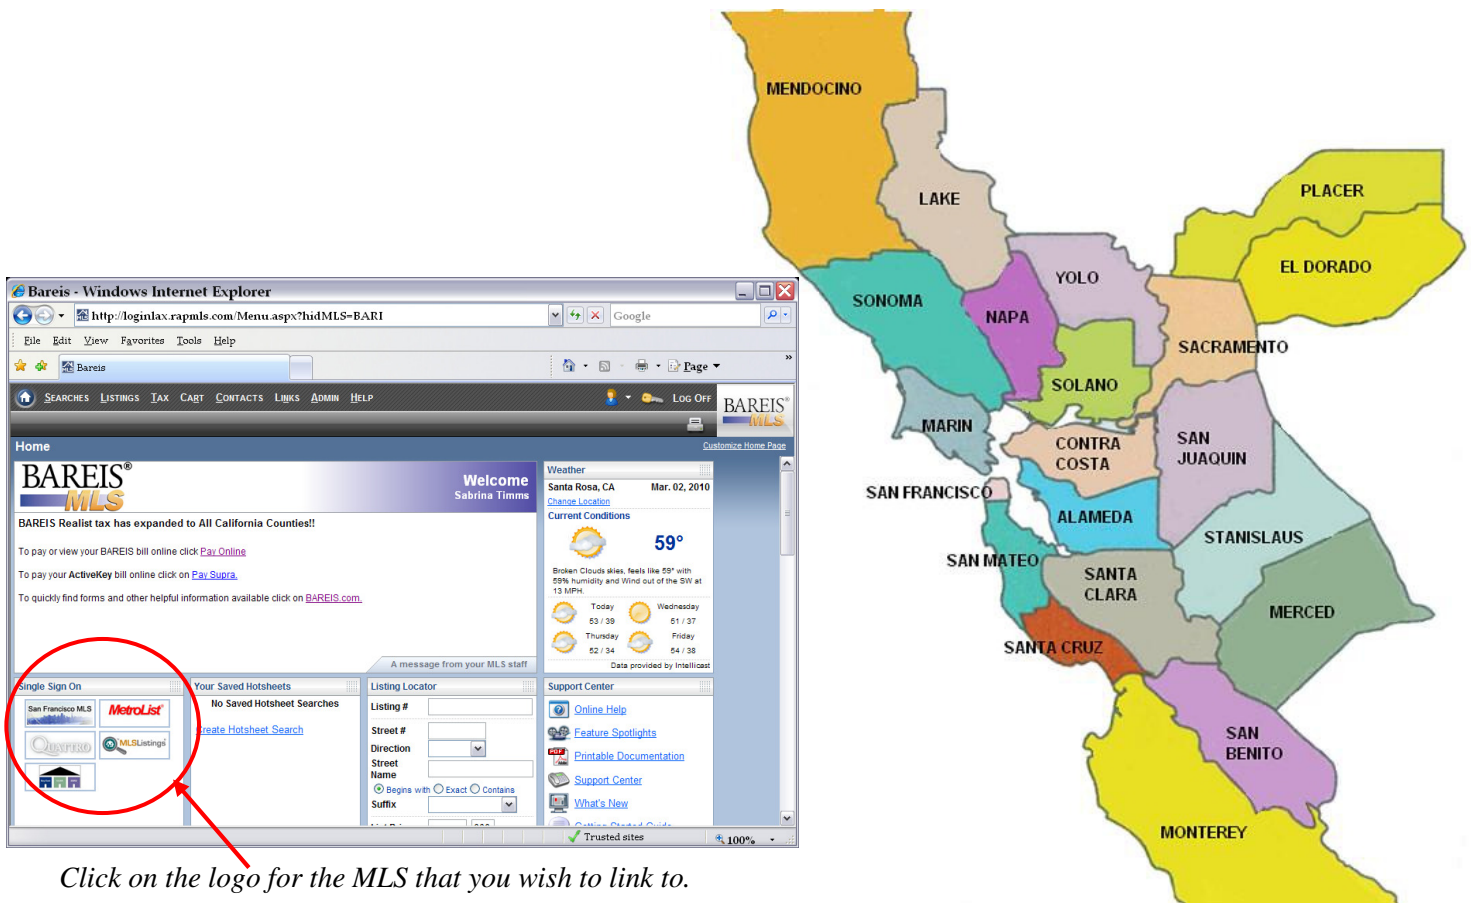 Bareis - Windows Internet Explorer
http://loginlax.rapmls.com/Menu.aspx?hidMLS=BARI
Google
File Edit View Favorites Tools Help
Bareis
Page
»
SEARCHES LISTINGS TAX CART CONTACTS LINKS ADMIN HELP
LOG OFF
BAREIS®
MLS
Home
Customize Home Page
BAREIS®
MLS
Welcome
Sabrina Timms
BAREIS Realist tax has expanded to All California Counties!!
To pay or view your BAREIS bill online click Pay Online
To pay your ActiveKey bill online click on Pay Supra.
To quickly find forms and other helpful information available click on BAREIS.com.
A message from your MLS staff
Weather
Santa Rosa, CA Mar. 02, 2010
Change Location
Current Conditions
59°
Broken Clouds skies, feels like 59° with
59% humidity and Wind out of the SW at
13 MPH.
Today
53 / 39
Wednesday
61 / 37
Thursday
52 / 34
Friday
54 / 38
Data provided by Intellicast
Single Sign On
San Francisco MLS
MetroList®
QUATTRO
MLSListings
Your Saved Hotsheets
No Saved Hotsheet Searches
Create Hotsheet Search
Listing Locator
Listing #
Street #
Direction
Street
Name
Begins with Exact Contains
Suffix
Support Center
Online Help
Feature Spotlights
PDF
Printable Documentation
Support Center
What's New
Getting Started Guide
Trusted sites
100%
Click on the logo for the MLS that you wish to link to.
MENDOCINO
LAKE
PLACER
EL DORADO
YOLO
SONOMA
NAPA
SACRAMENTO
SOLANO
MARIN
CONTRA
COSTA
SAN
JUAQUIN
SAN FRANCISCO
ALAMEDA
STANISLAUS
SAN MATEO
SANTA
CLARA
MERCED
SANTA CRUZ
SAN
BENITO
MONTEREY